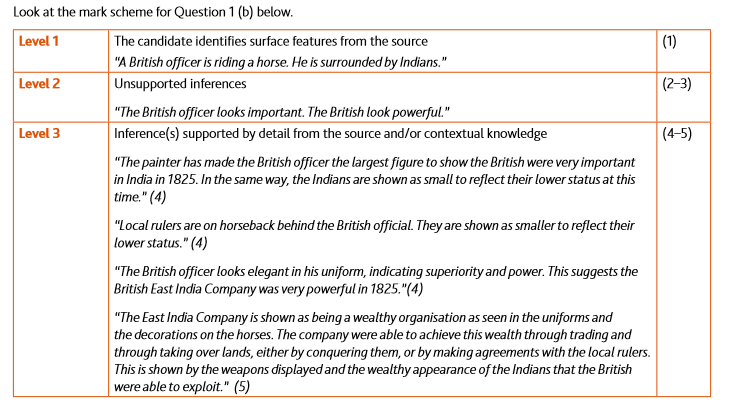 Look at the mark scheme for Question 1 (b) below.
Level 1 The candidate identifies surface features from the source (1)
"A British officer is riding a horse. He is surrounded by Indians."
Level 2 Unsupported inferences (2–3)
"The British officer looks important. The British look powerful."
Level 3 Inference(s) supported by detail from the source and/or contextual knowledge (4–5)
"The painter has made the British officer the largest figure to show the British were very important
in India in 1825. In the same way, the Indians are shown as small to reflect their lower status at this
time." (4)
"Local rulers are on horseback behind the British official. They are shown as smaller to reflect their
lower status." (4)
"The British officer looks elegant in his uniform, indicating superiority and power. This suggests the
British East India Company was very powerful in 1825."(4)
"The East India Company is shown as being a wealthy organisation as seen in the uniforms and
the decorations on the horses. The company were able to achieve this wealth through trading and
through taking over lands, either by conquering them, or by making agreements with the local rulers.
This is shown by the weapons displayed and the wealthy appearance of the Indians that the British
were able to exploit." (5)